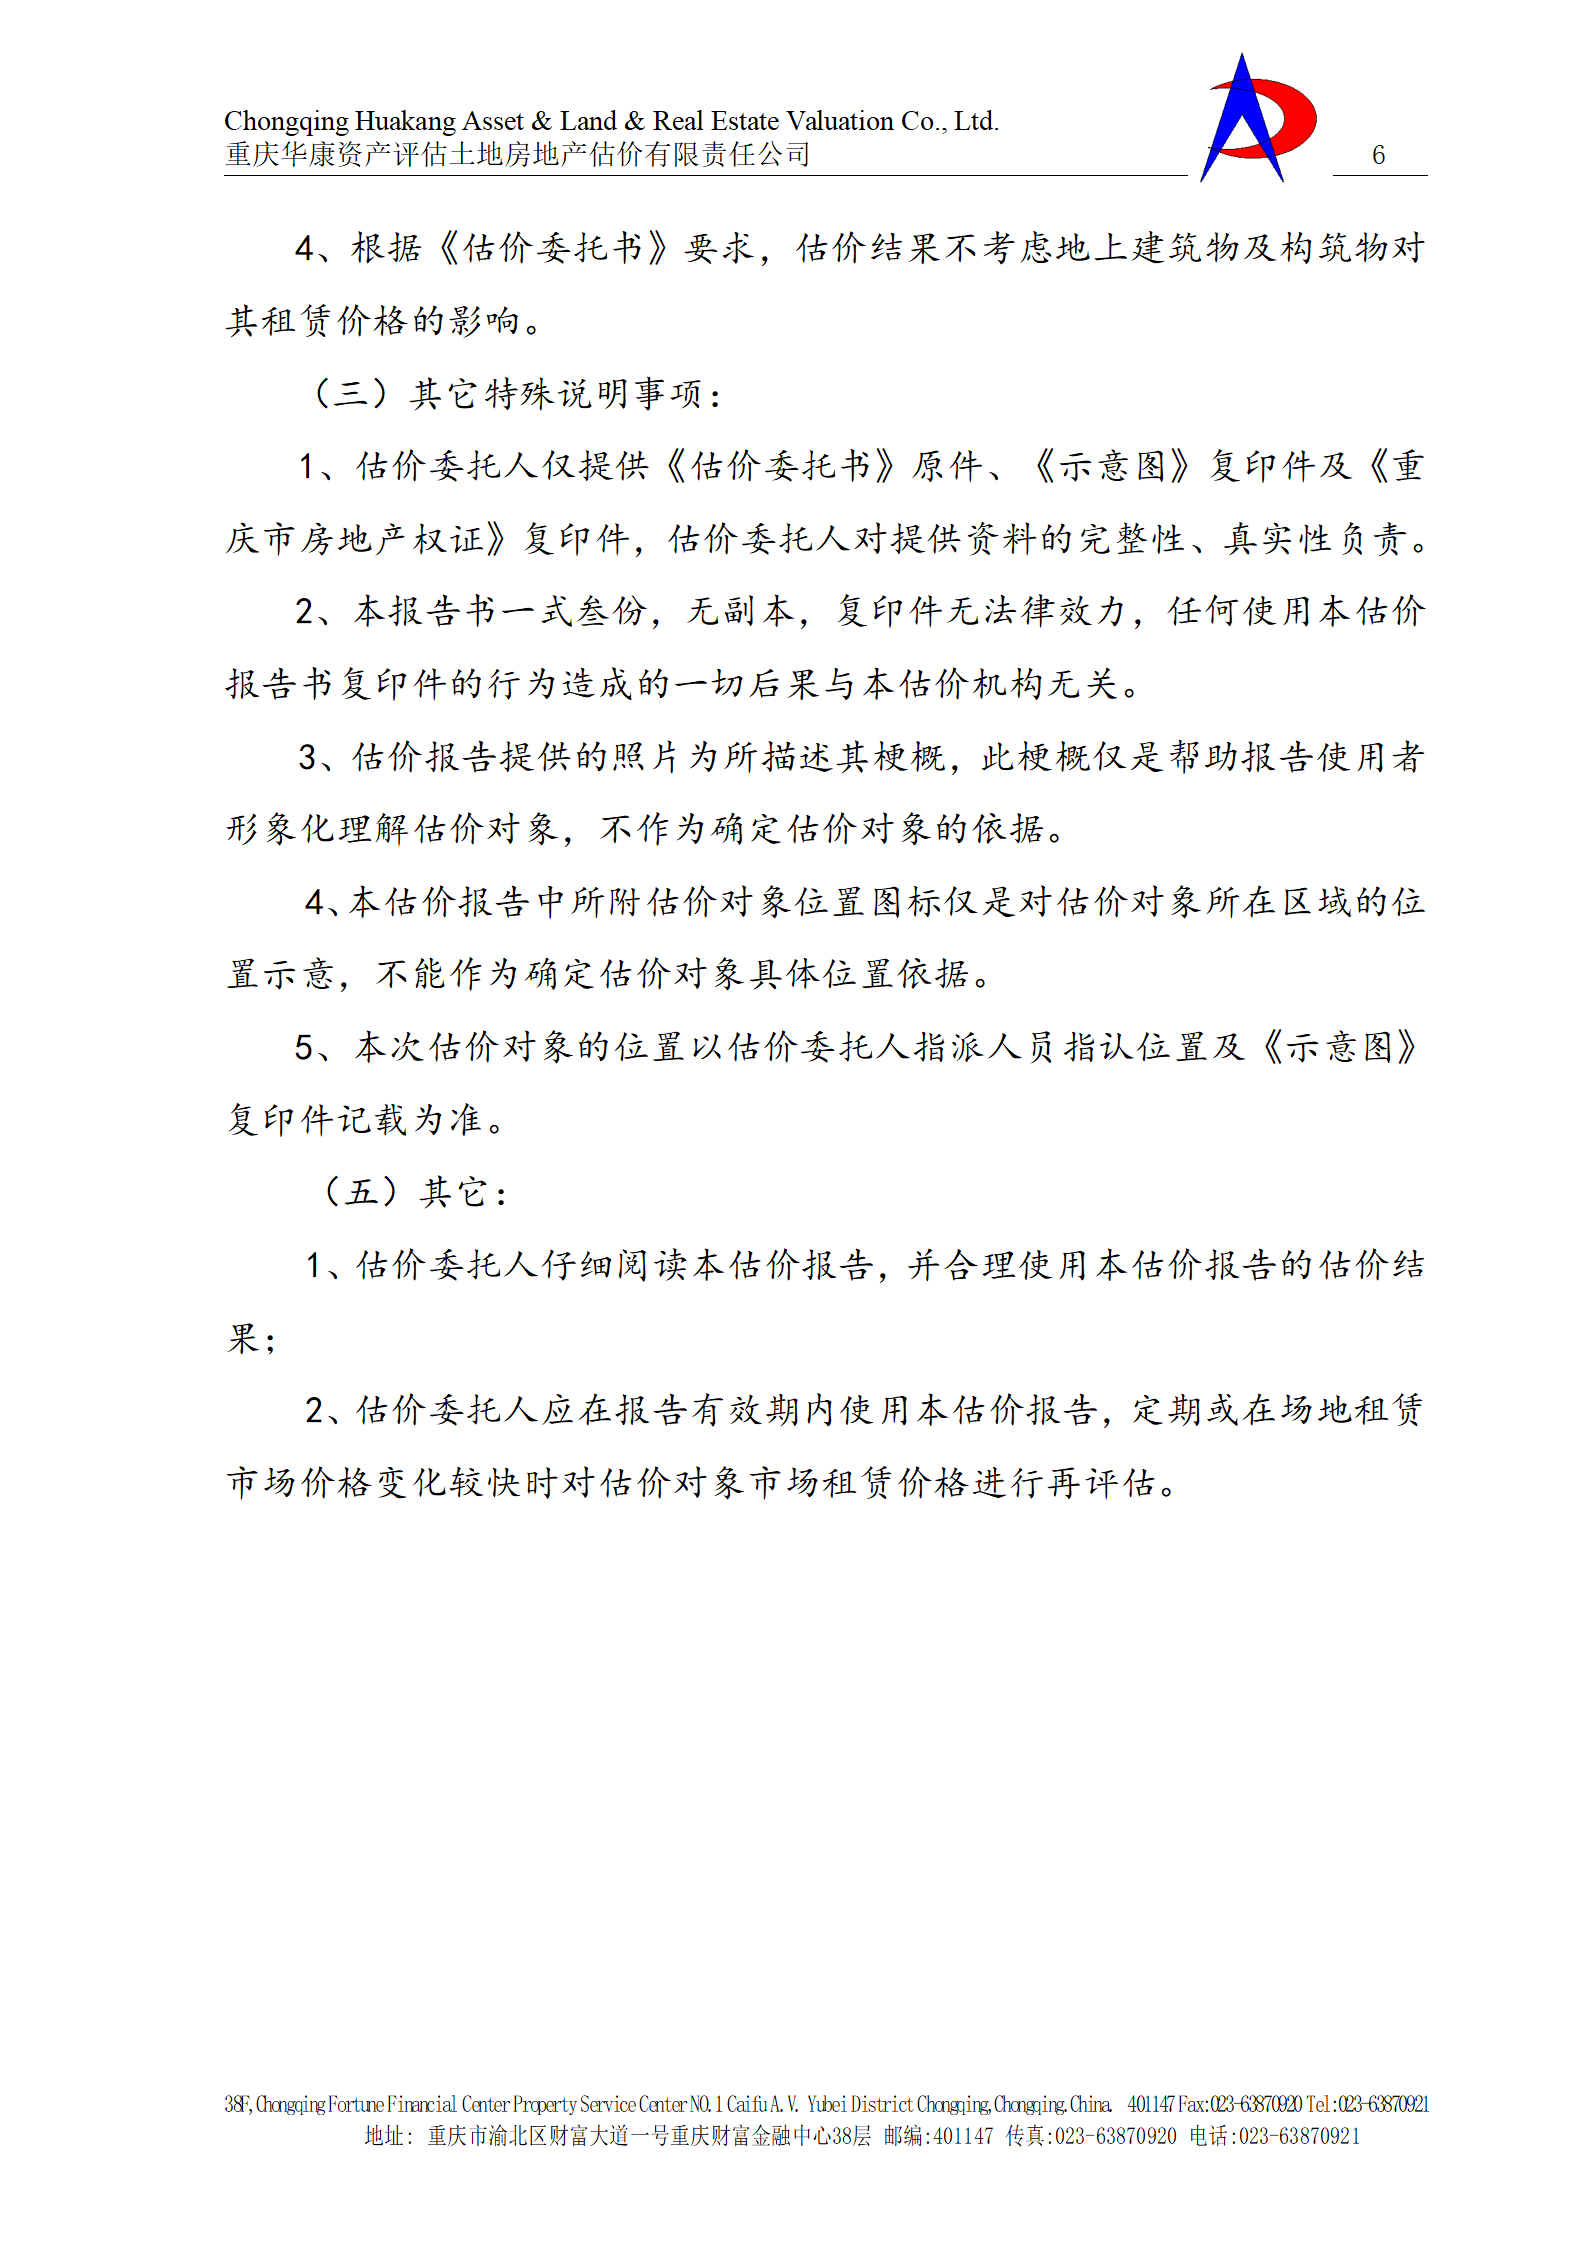 Chongqing Huakang Asset & Land & Real Estate Valuation Co., Ltd.
重庆华康资产评估土地房地产估价有限责任公司
6
4、根据《估价委托书》要求，估价结果不考虑地上建筑物及构筑物对
其租赁价格的影响。
（三）其它特殊说明事项：
1、估价委托人仅提供《估价委托书》原件、《示意图》复印件及《重
庆市房地产权证》复印件，估价委托人对提供资料的完整性、真实性负责。
2、本报告书一式叁份，无副本，复印件无法律效力，任何使用本估价
报告书复印件的行为造成的一切后果与本估价机构无关。
3、估价报告提供的照片为所描述其梗概，此梗概仅是帮助报告使用者
形象化理解估价对象，不作为确定估价对象的依据。
4、本估价报告中所附估价对象位置图标仅是对估价对象所在区域的位
置示意，不能作为确定估价对象具体位置依据。
5、本次估价对象的位置以估价委托人指派人员指认位置及《示意图》
复印件记载为准。
（五）其它：
1、估价委托人仔细阅读本估价报告，并合理使用本估价报告的估价结
果；
2、估价委托人应在报告有效期内使用本估价报告，定期或在场地租赁
市场价格变化较快时对估价对象市场租赁价格进行再评估。
38F,Chongqing Fortune Financial Center Property Service Center NO.1 Caifu A.V. Yubei District Chongqing,Chongqing.China. 401147 Fax:023-63870920 Tel:023-63870921
地址: 重庆市渝北区财富大道一号重庆财富金融中心38层 邮编:401147 传真:023-63870920 电话:023-63870921